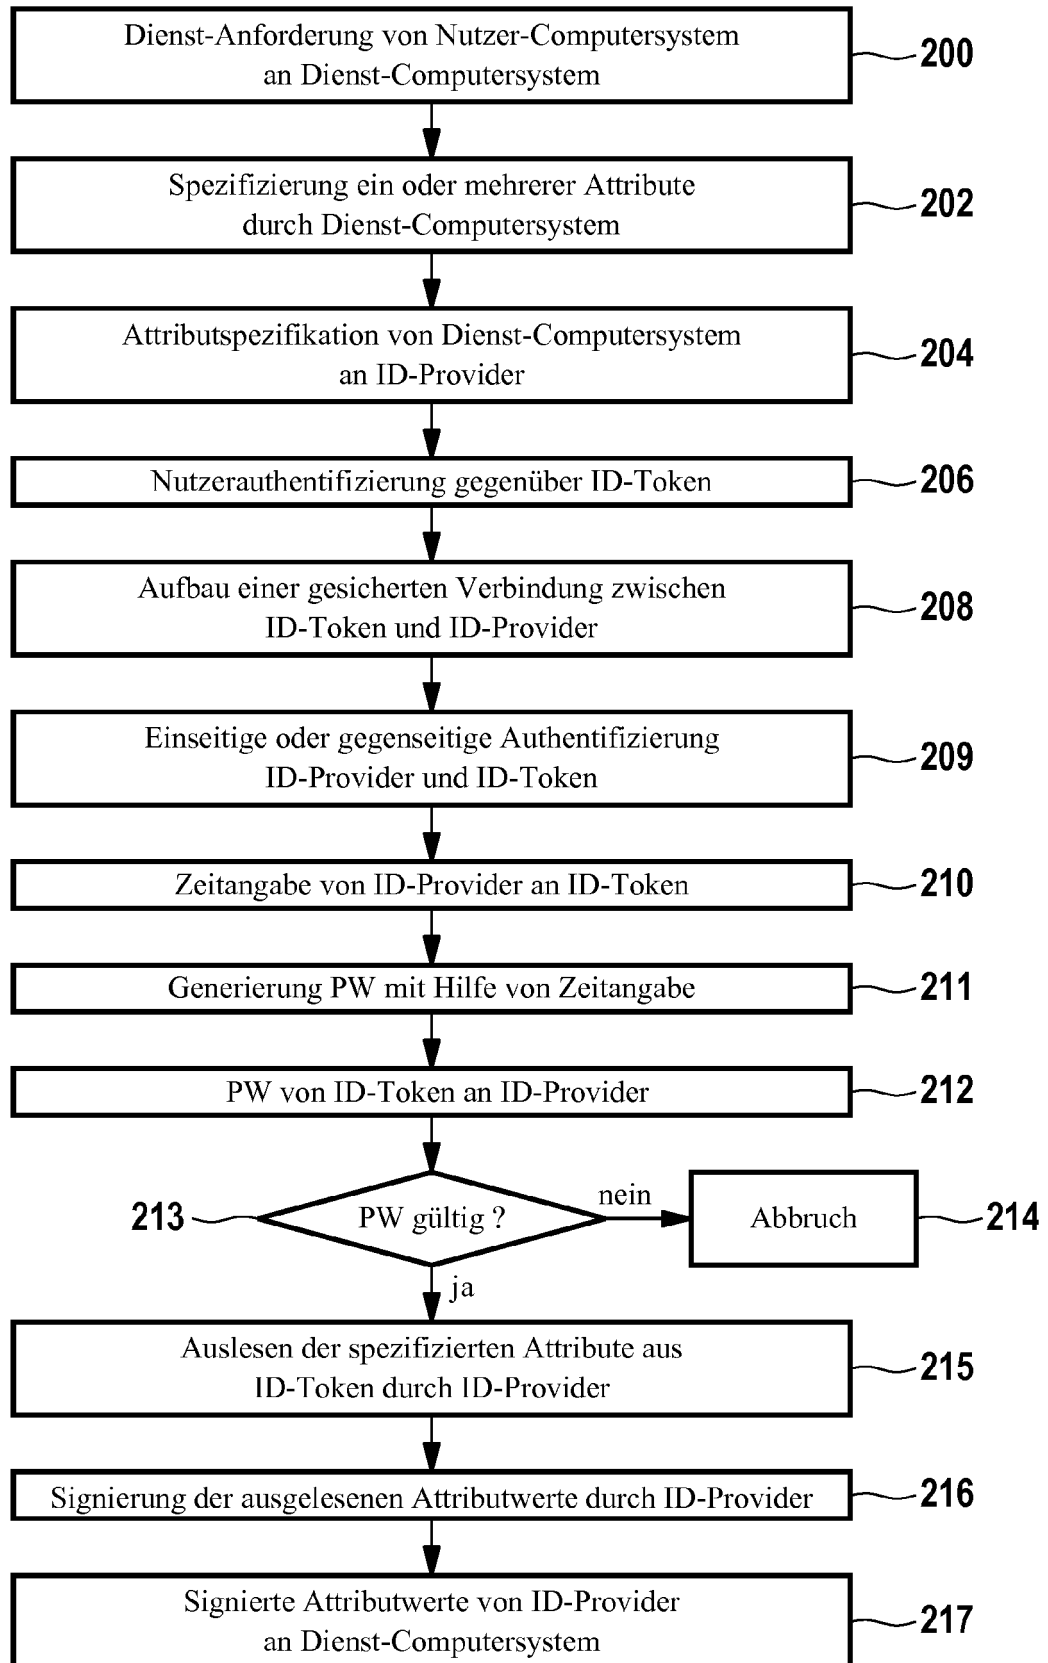 Dienst-Anforderung von Nutzer-Computersystem
an Dienst-Computersystem
200
Spezifizierung ein oder mehrerer Attribute
durch Dienst-Computersystem
202
Attributspezifikation von Dienst-Computersystem
an ID-Provider
204
Nutzerauthentifizierung gegenüber ID-Token
206
Aufbau einer gesicherten Verbindung zwischen
ID-Token und ID-Provider
208
Einseitige oder gegenseitige Authentifizierung
ID-Provider und ID-Token
209
Zeitangabe von ID-Provider an ID-Token
210
Generierung PW mit Hilfe von Zeitangabe
211
PW von ID-Token an ID-Provider
212
213
PW gültig ?
nein
Abbruch
214
ja
Auslesen der spezifizierten Attribute aus
ID-Token durch ID-Provider
215
Signierung der ausgelesenen Attributwerte durch ID-Provider
216
Signierte Attributwerte von ID-Provider
an Dienst-Computersystem
217